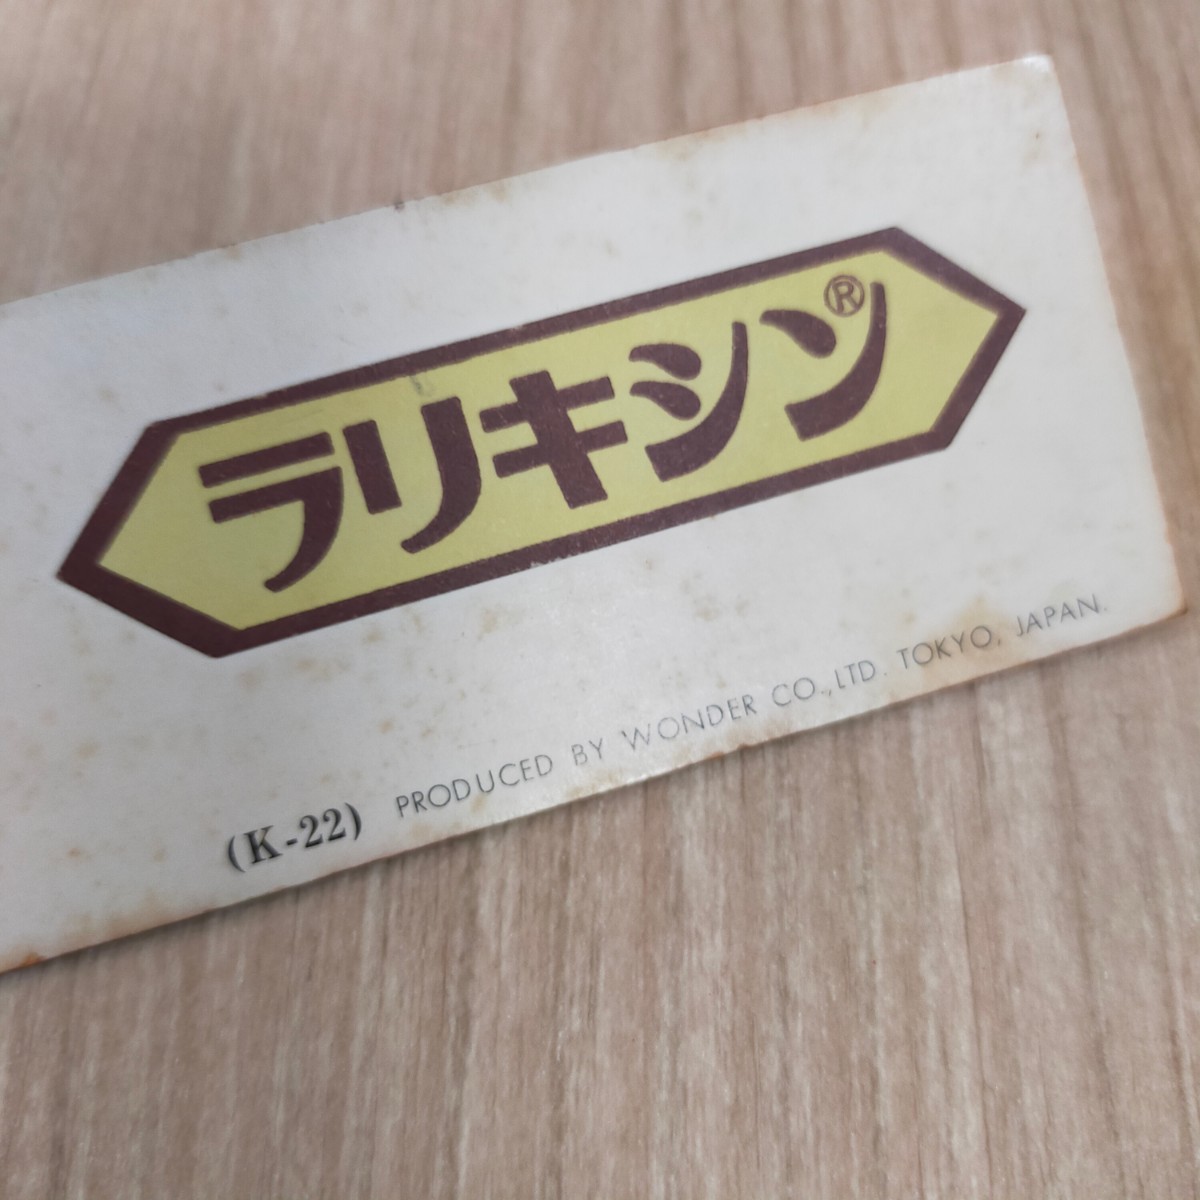 ラリキシン®
(K-22) PRODUCED BY WONDER CO.,LTD. TOKYO, JAPAN.